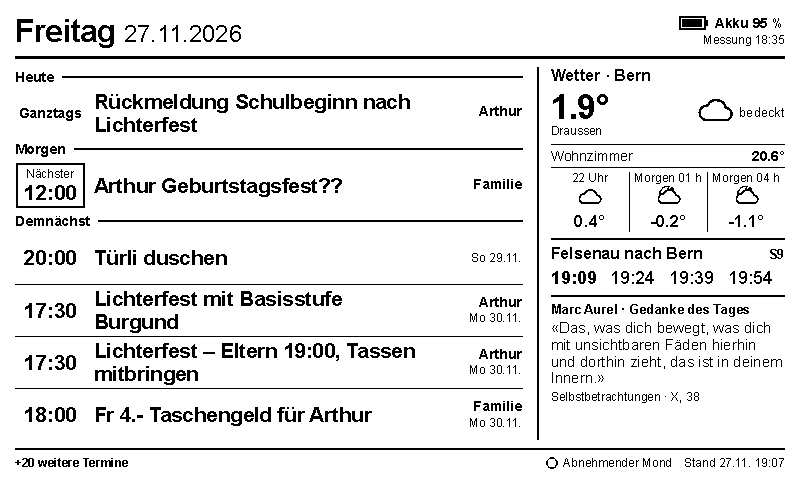 Freitag 27.11.2026
Akku 95 %
Messung 18:35
Heute
Ganztags
Rückmeldung Schulbeginn nach
Lichterfest
Arthur
Morgen
Nächster
12:00
Arthur Geburtstagsfest??
Familie
Demnächst
20:00
Türli duschen
So 29.11.
17:30
Lichterfest mit Basisstufe
Burgund
Arthur
Mo 30.11.
17:30
Lichterfest – Eltern 19:00, Tassen
mitbringen
Arthur
Mo 30.11.
18:00
Fr 4.- Taschengeld für Arthur
Familie
Mo 30.11.
Wetter · Bern
1.9°
bedeckt
Draussen
Wohnzimmer 20.6°
22 Uhr Morgen 01 h Morgen 04 h
0.4° -0.2° -1.1°
Felsenau nach Bern S9
19:09 19:24 19:39 19:54
Marc Aurel · Gedanke des Tages
«Das, was dich bewegt, was dich
mit unsichtbaren Fäden hierhin
und dorthin zieht, das ist in deinem
Innern.»
Selbstbetrachtungen · X, 38
+20 weitere Termine
Abnehmender Mond Stand 27.11. 19:07